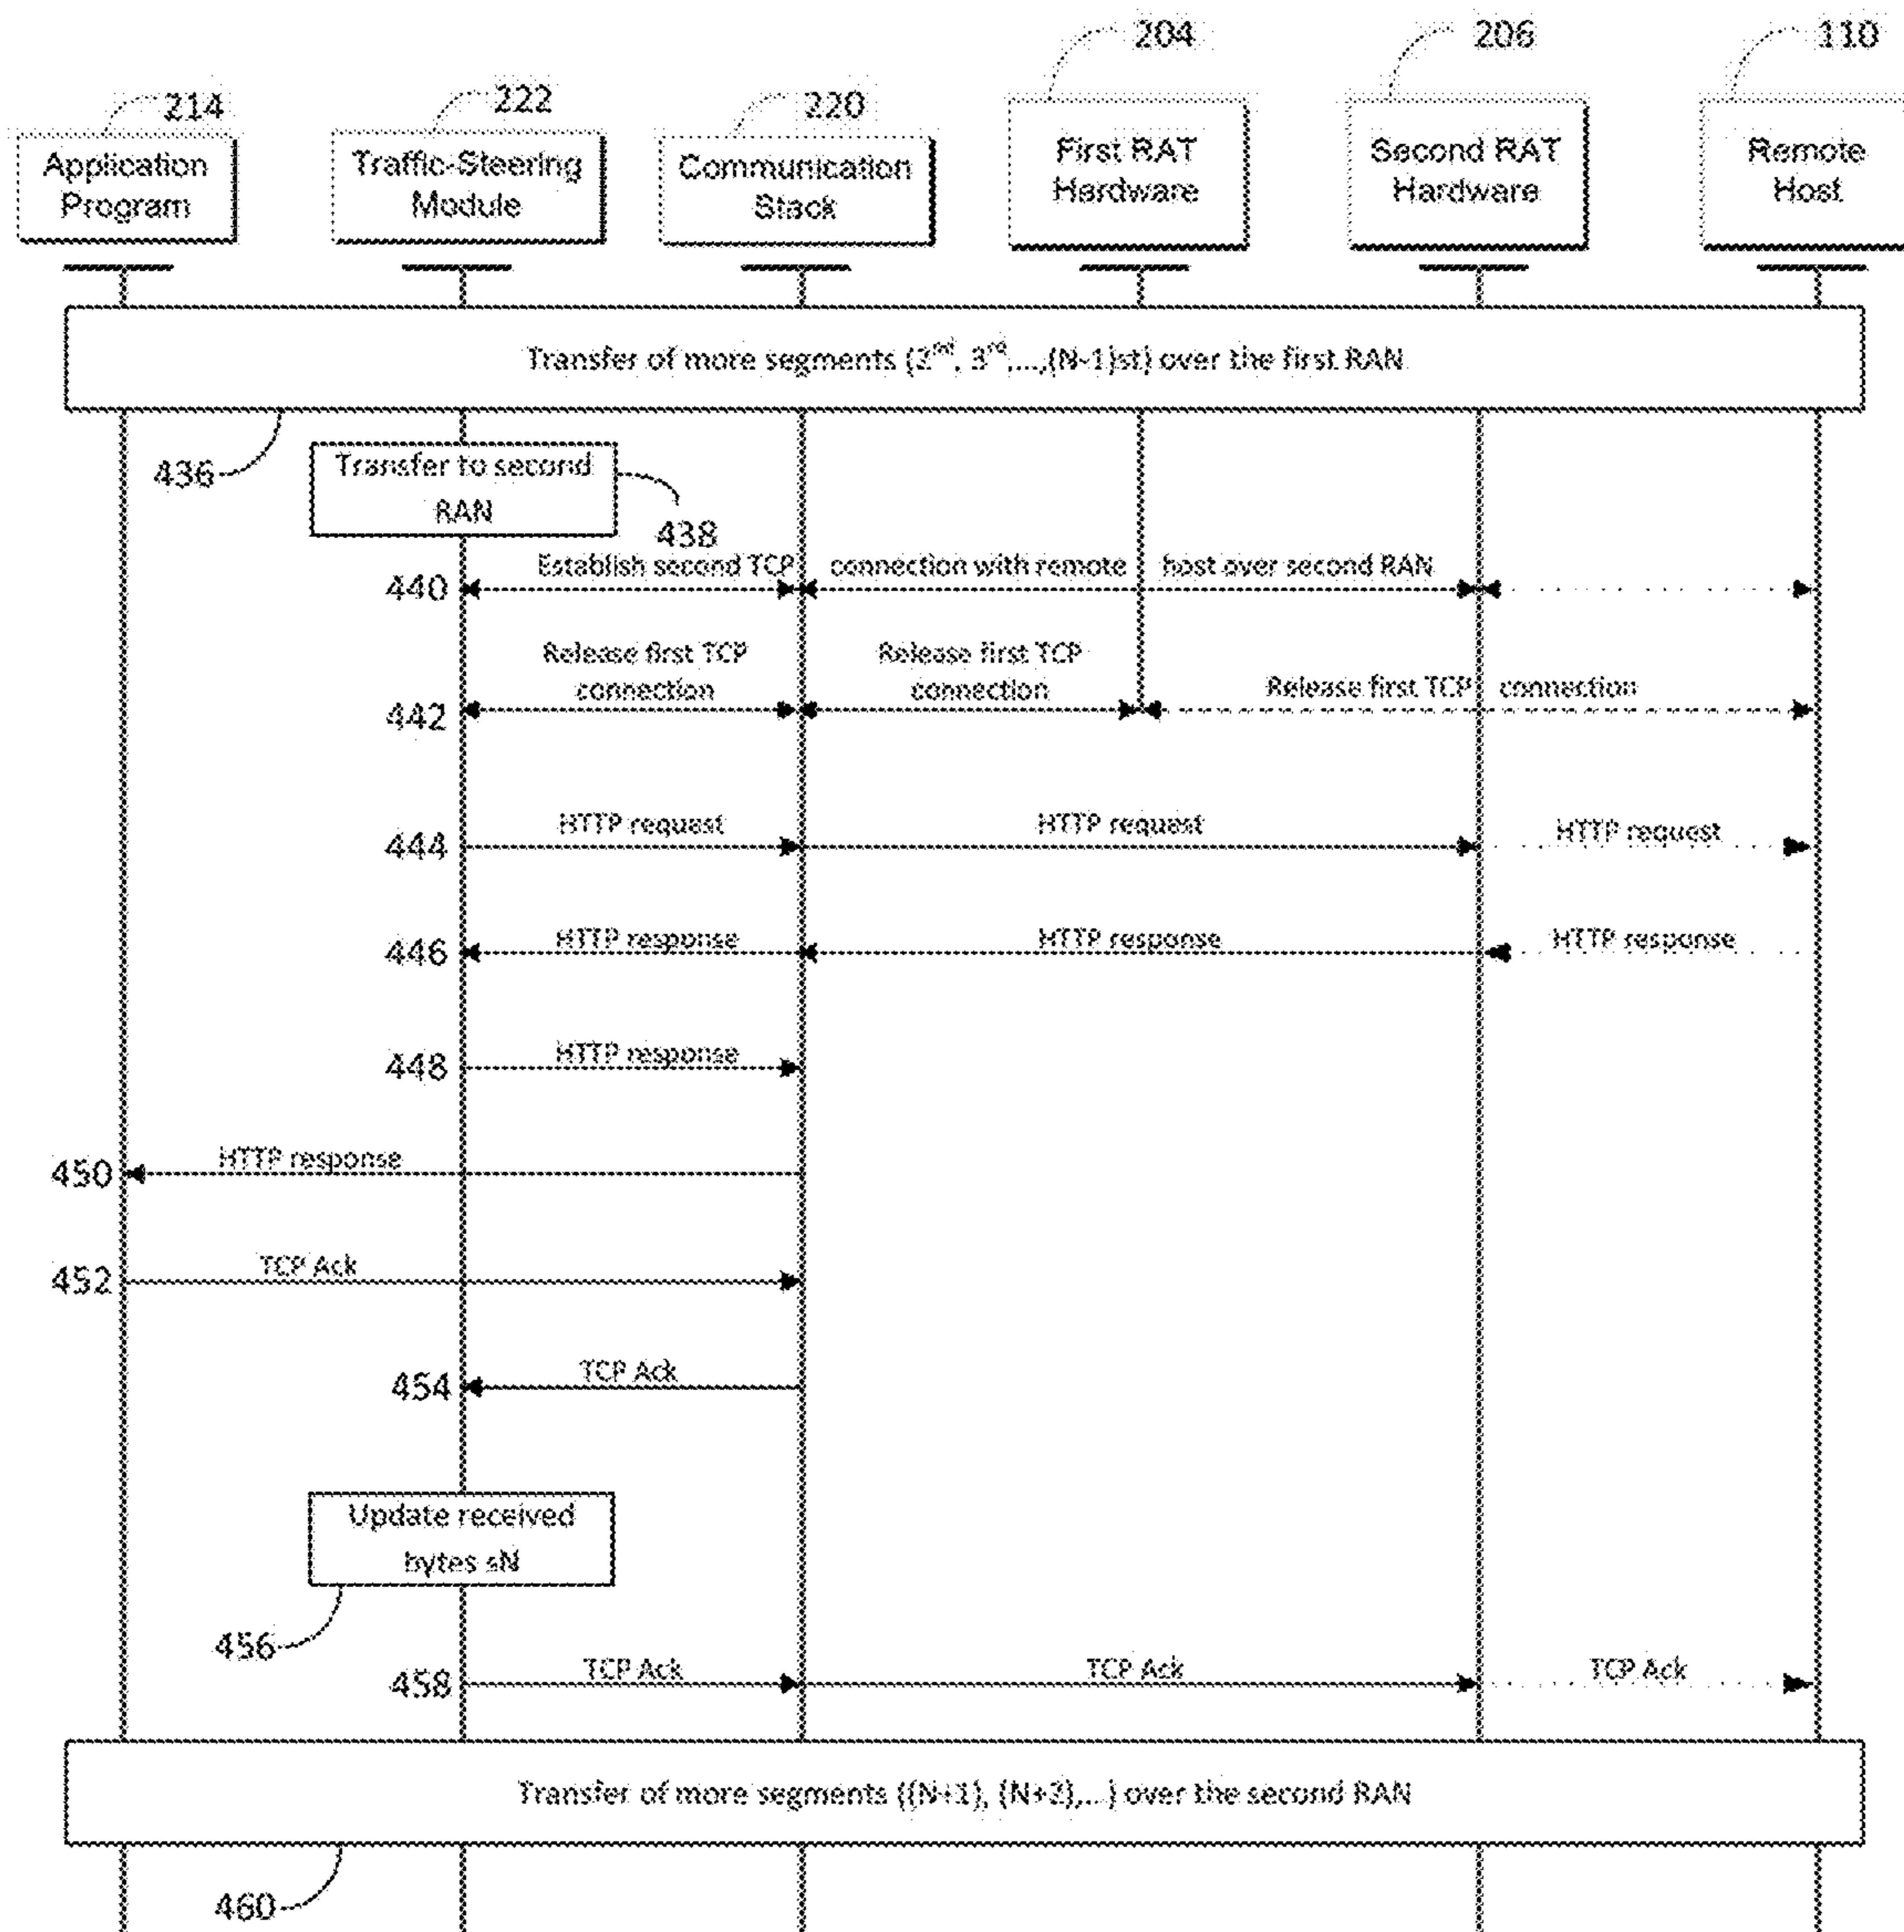 204
206
110
214
222
220
Application
Program
Traffic-Steering
Module
Communication
Stack
First RAT
Hardware
Second RAT
Hardware
Remote
Host
Transfer of more segments (2nd, 3rd,...,(N-1)st) over the first RAN
436
Transfer to second
RAN
438
Establish second TCP connection with remote host over second RAN
440
Release first TCP
connection
Release first TCP
connection
Release first TCP connection
442
HTTP request
HTTP request
HTTP request
444
HTTP response
HTTP response
HTTP response
446
HTTP response
448
HTTP response
450
TCP Ack
452
TCP Ack
454
Update received
bytes sN
456
TCP Ack
TCP Ack
TCP Ack
458
Transfer of more segments ((N+1), (N+2),...) over the second RAN
460